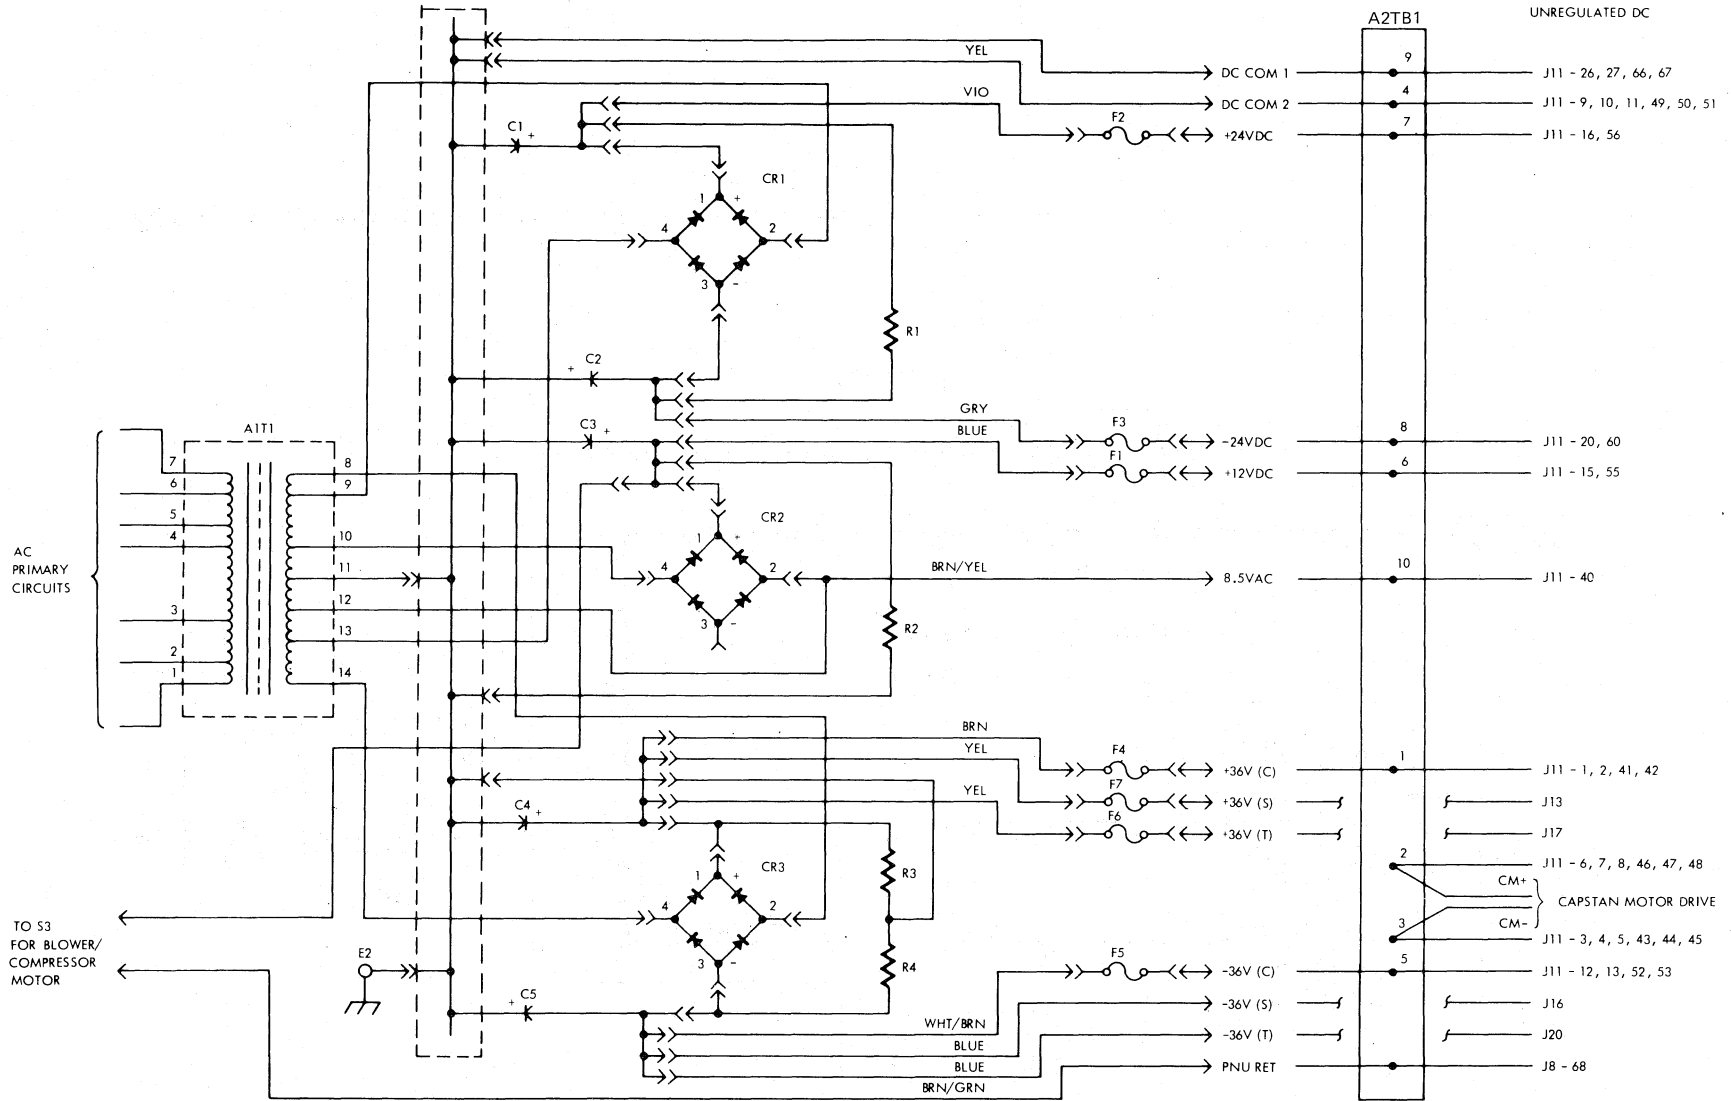 UNREGULATED DC
A2TB1
YEL
DC COM 1
9
J11 - 26, 27, 66, 67
VIO
DC COM 2
4
J11 - 9, 10, 11, 49, 50, 51
C1
+
F2
+24VDC
7
J11 - 16, 56
CR1
1
+
4
2
3
-
R1
C2
+
GRY
F3
-24VDC
8
J11 - 20, 60
C3
+
BLUE
F1
+12VDC
6
J11 - 15, 55
A1T1
7
6
5
4
3
2
1
8
9
10
11
12
13
14
AC
PRIMARY
CIRCUITS
CR2
1
+
4
2
3
-
BRN/YEL
8.5VAC
10
J11 - 40
R2
BRN
F4
+36V (C)
1
J11 - 1, 2, 41, 42
YEL
F7
+36V (S)
J13
YEL
F6
+36V (T)
J17
C4
+
2
J11 - 6, 7, 8, 46, 47, 48
CR3
1
+
4
2
3
-
R3
R4
CM+
CAPSTAN MOTOR DRIVE
CM-
3
J11 - 3, 4, 5, 43, 44, 45
TO S3
FOR BLOWER/
COMPRESSOR
MOTOR
E2
F5
-36V (C)
5
J11 - 12, 13, 52, 53
C5
+
-36V (S)
J16
WHT/BRN
-36V (T)
J20
BLUE
BLUE
PNU RET
J8 - 68
BRN/GRN